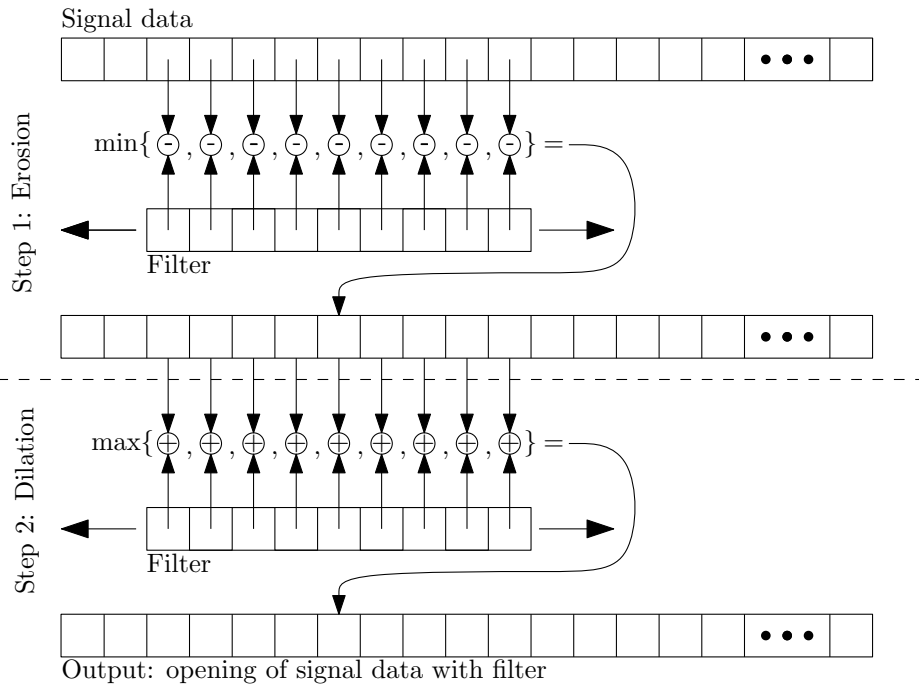 Signal data
• • •
Step 1: Erosion
min{ - , - , - , - , - , - , - , - , - } =
Filter
• • •
Step 2: Dilation
max{ + , + , + , + , + , + , + , + , + } =
Filter
• • •
Output: opening of signal data with filter